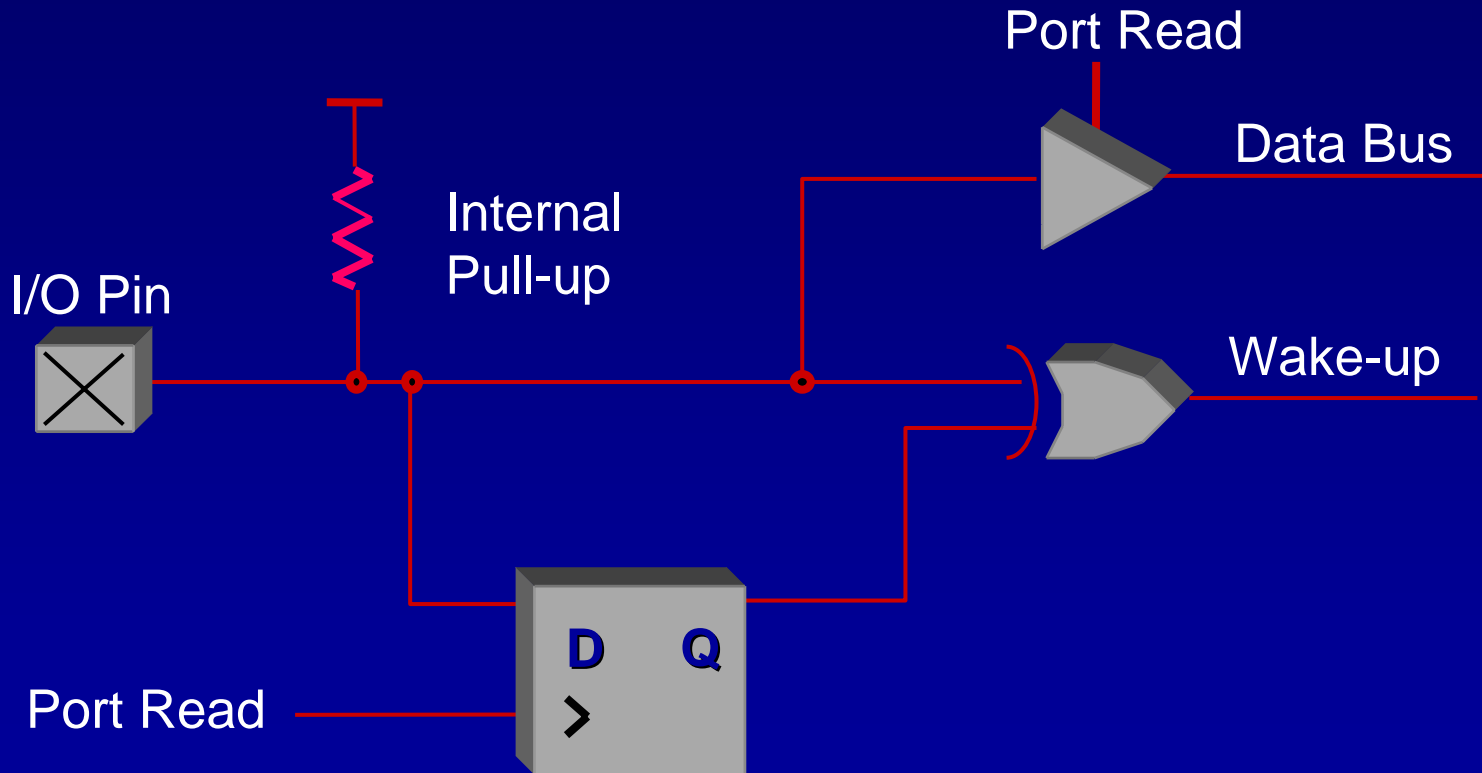 Port Read
Data Bus
Internal
Pull-up
I/O Pin
Wake-up
D Q
Port Read